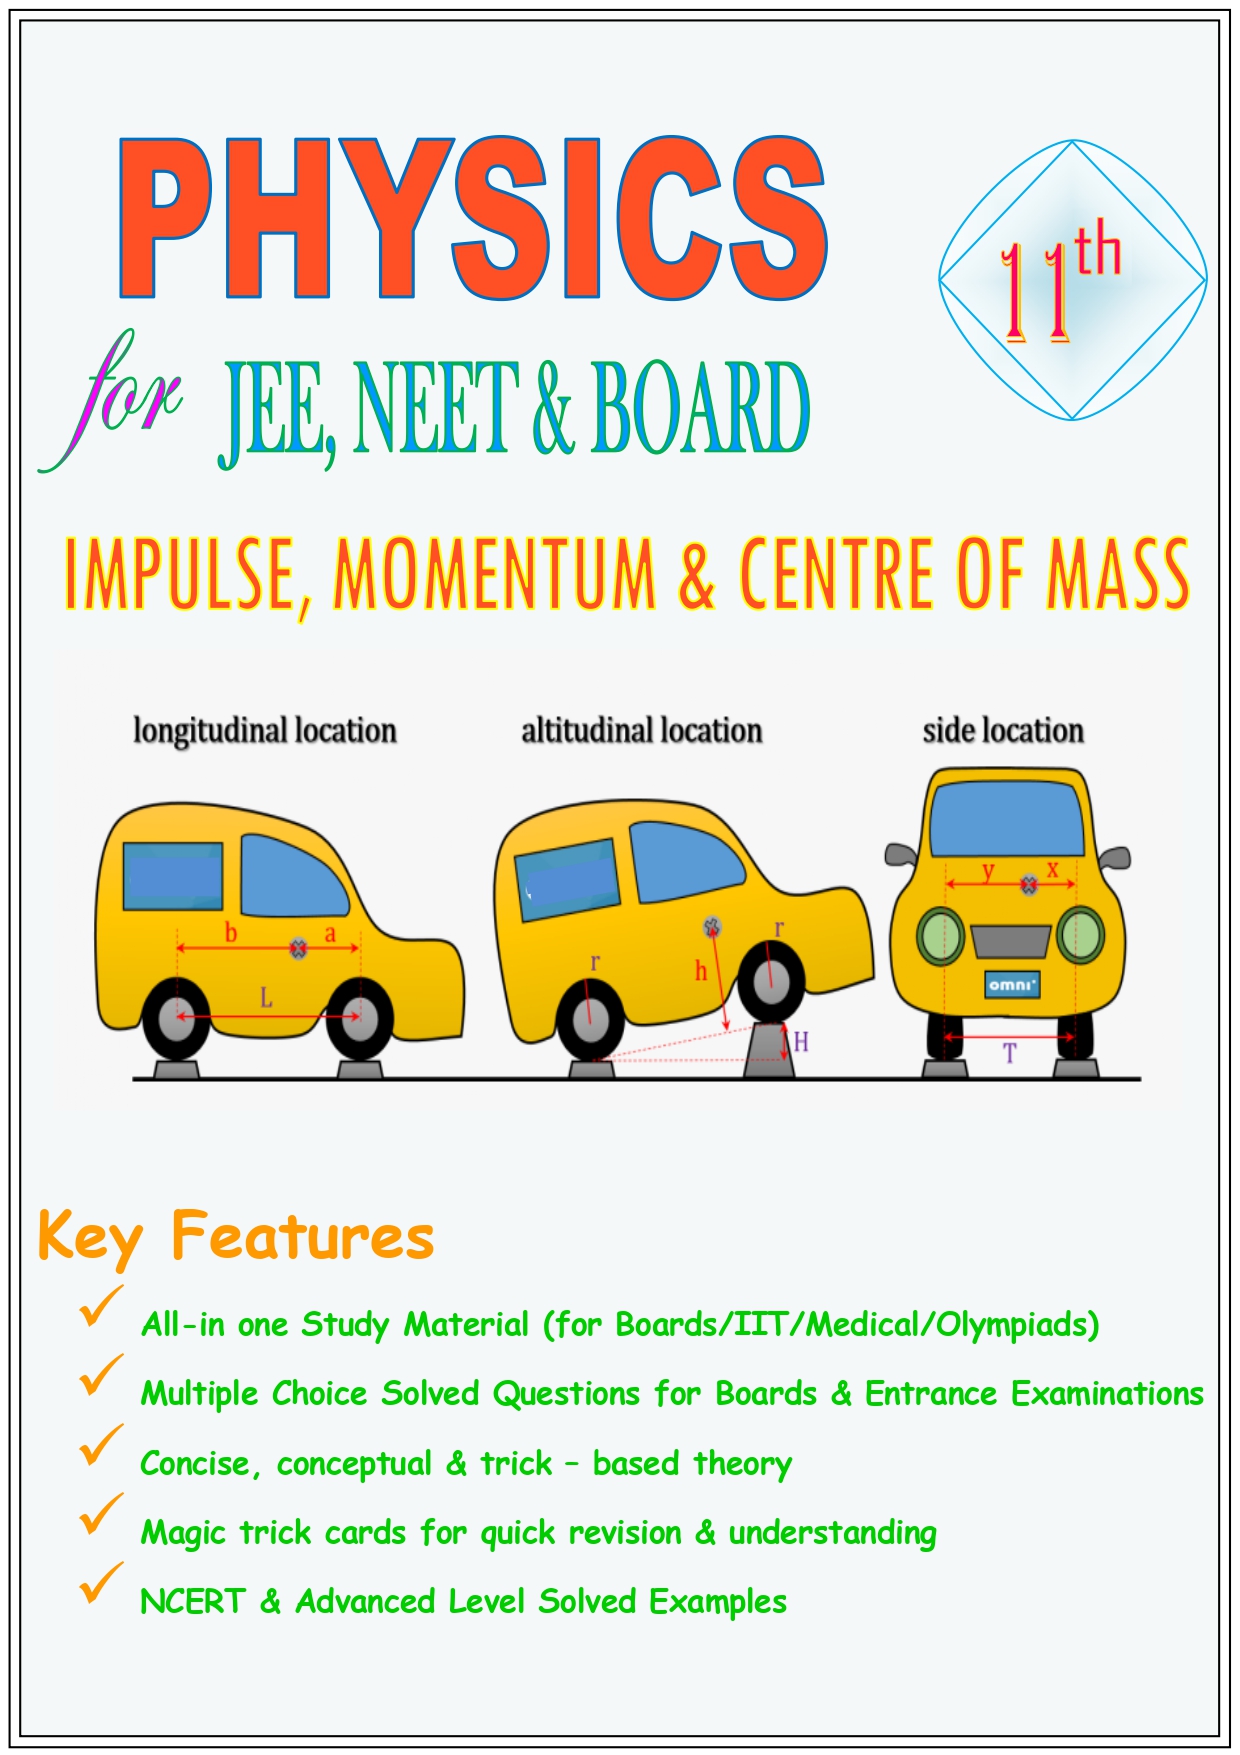 PHYSICS
11th
for JEE, NEET & BOARD
IMPULSE, MOMENTUM & CENTRE OF MASS
longitudinal location altitudinal location side location
y x
b a
r r
h
L
omni
H
T
Key Features
✓ All-in one Study Material (for Boards/IIT/Medical/Olympiads)
✓ Multiple Choice Solved Questions for Boards & Entrance Examinations
✓ Concise, conceptual & trick – based theory
✓ Magic trick cards for quick revision & understanding
✓ NCERT & Advanced Level Solved Examples